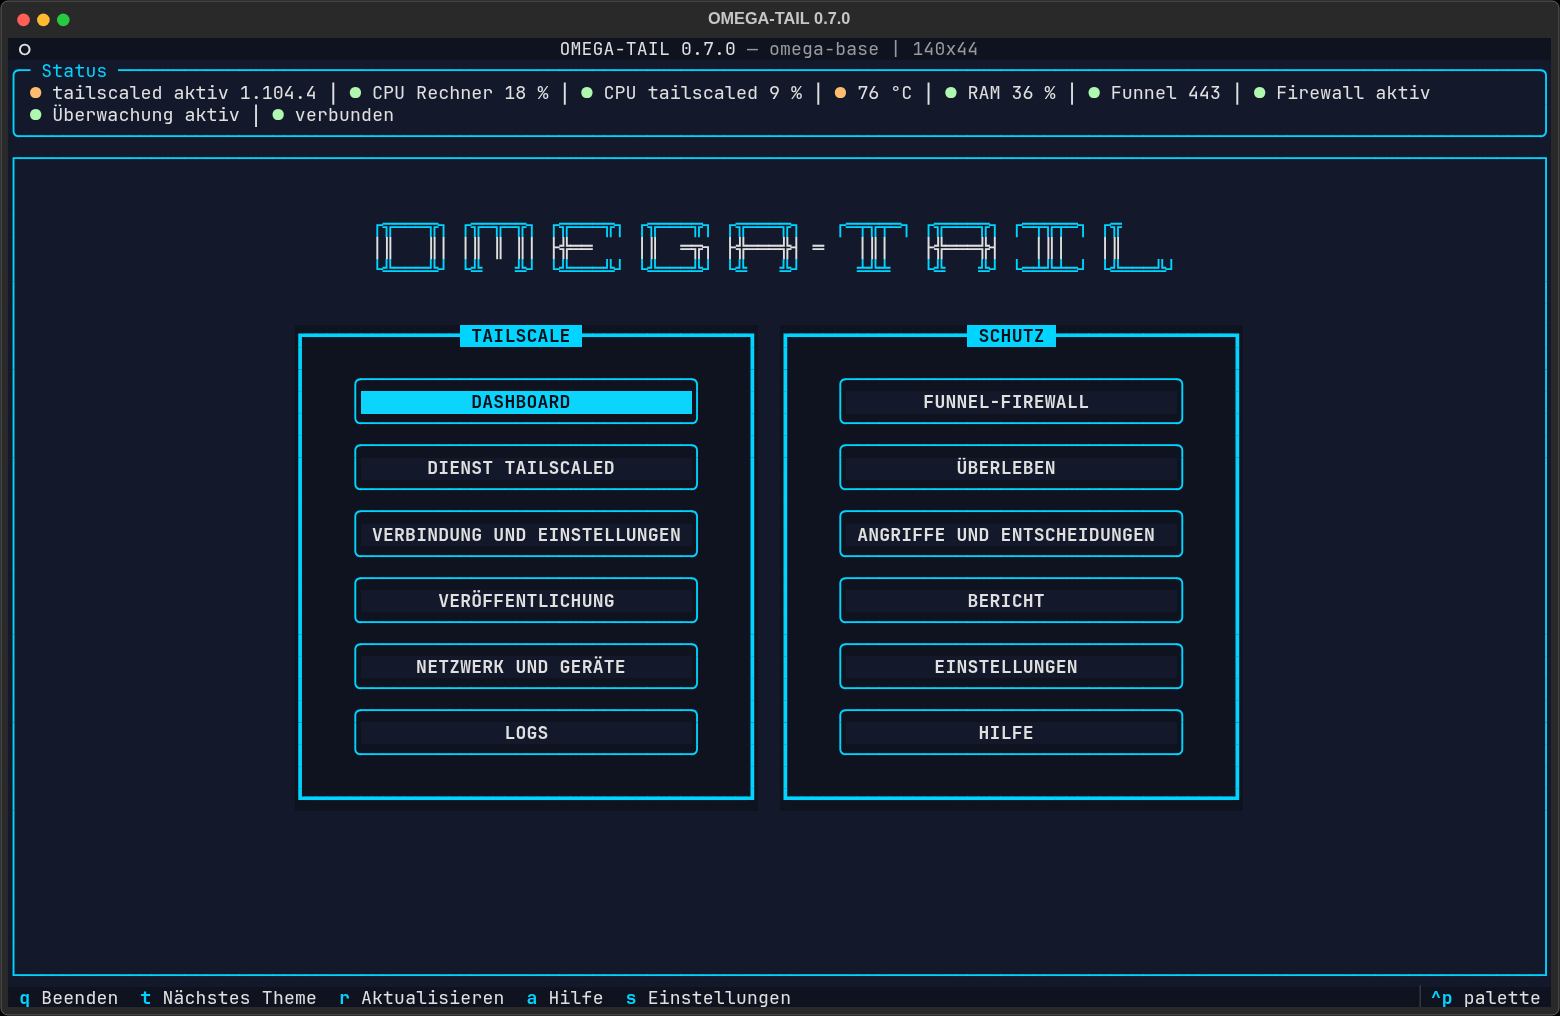 OMEGA-TAIL 0.7.0
OMEGA-TAIL 0.7.0 — omega-base | 140x44
Status
tailscaled aktiv 1.104.4 | CPU Rechner 18 % | CPU tailscaled 9 % | 76 °C | RAM 36 % | Funnel 443 | Firewall aktiv
Überwachung aktiv | verbunden
OMEGA-TAIL
TAILSCALE
DASHBOARD
DIENST TAILSCALED
VERBINDUNG UND EINSTELLUNGEN
VERÖFFENTLICHUNG
NETZWERK UND GERÄTE
LOGS
SCHUTZ
FUNNEL-FIREWALL
ÜBERLEBEN
ANGRIFFE UND ENTSCHEIDUNGEN
BERICHT
EINSTELLUNGEN
HILFE
q Beenden t Nächstes Theme r Aktualisieren a Hilfe s Einstellungen ^p palette